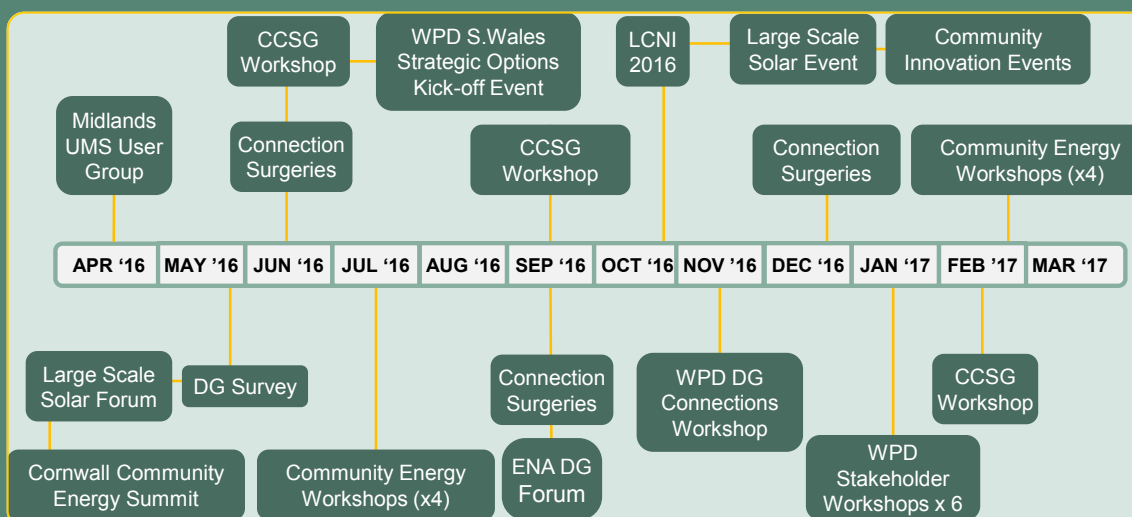 CCSG
Workshop
WPD S.Wales
Strategic Options
Kick-off Event
LCNI
2016
Large Scale
Solar Event
Community
Innovation Events
Midlands
UMS User
Group
Connection
Surgeries
CCSG
Workshop
Connection
Surgeries
Community Energy
Workshops (x4)
APR ‘16 MAY ’16 JUN ‘16 JUL ‘16 AUG ‘16 SEP ‘16 OCT ‘16 NOV ’16 DEC ‘16 JAN ‘17 FEB ‘17 MAR ‘17
Large Scale
Solar Forum
DG Survey
Cornwall Community
Energy Summit
Community Energy
Workshops (x4)
Connection
Surgeries
ENA DG
Forum
WPD DG
Connections
Workshop
WPD
Stakeholder
Workshops x 6
CCSG
Workshop